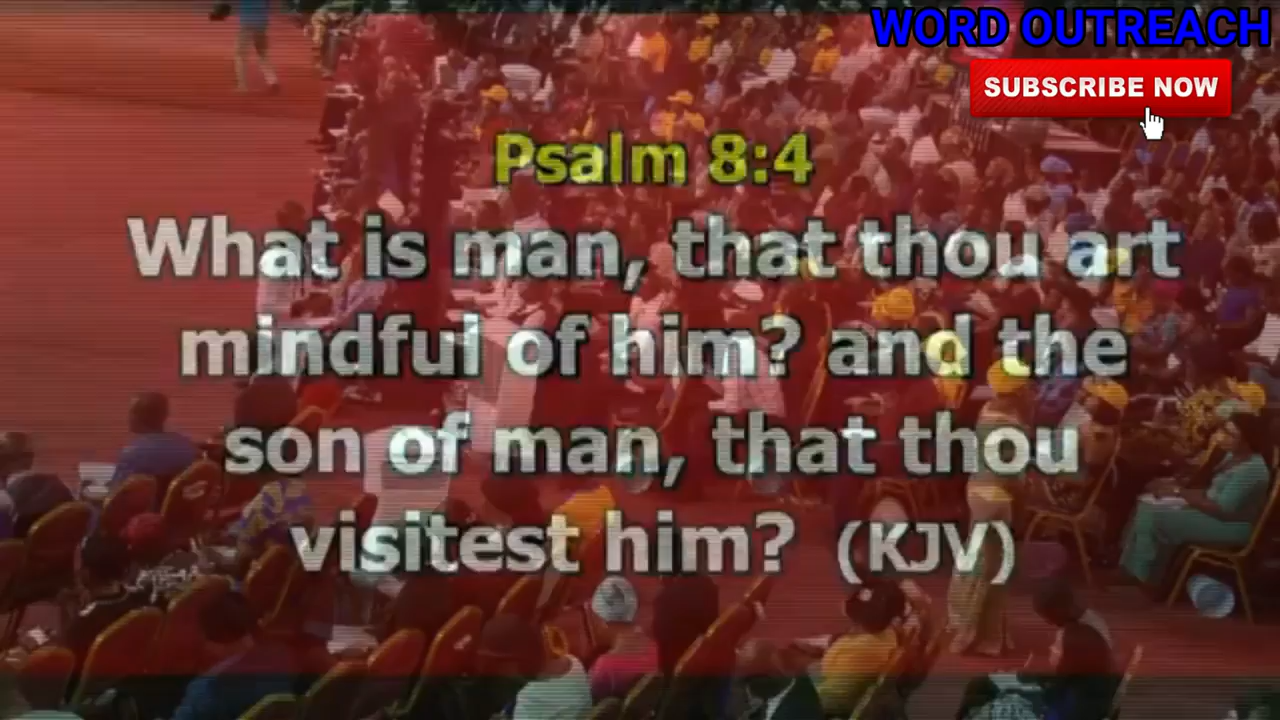 WORD OUTREACH
SUBSCRIBE NOW
Psalm 8:4
What is man, that thou art
mindful of him? and the
son of man, that thou
visitest him? (KJV)